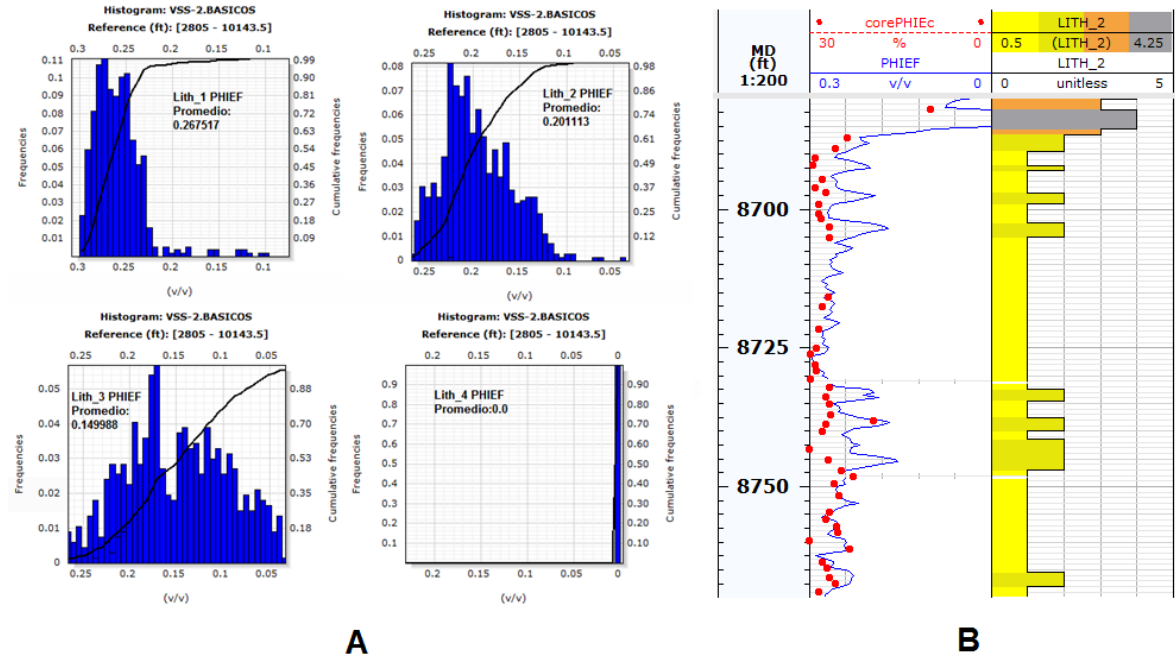 Histogram: VSS-2.BASICOS
Reference (ft): [2805 - 10143.5]
0.3 0.25 0.2 0.15 0.1
0.11 0.99
0.10 0.93
0.09 0.84
0.08 0.73
0.07 0.63
0.06 0.54
0.05 0.44
0.04 0.34
0.03 0.28
0.02 0.19
0.01 0.09
Frequencies
Cumulative frequencies
Lith_1 PHIEF
Promedio:
0.267517
0.3 0.25 0.2 0.15 0.1
(v/v)
Histogram: VSS-2.BASICOS
Reference (ft): [2805 - 10143.5]
0.25 0.2 0.15 0.1 0.05
0.08 0.98
0.07 0.86
0.06 0.74
0.05 0.61
0.04 0.49
0.03 0.37
0.02 0.25
0.01 0.12
0
Frequencies
Cumulative frequencies
Lith_2 PHIEF
Promedio:
0.201113
0.25 0.2 0.15 0.1 0.05
(v/v)
Histogram: VSS-2.BASICOS
Reference (ft): [2805 - 10143.5]
0.25 0.2 0.15 0.1 0.05
0.05 0.88
0.04 0.70
0.03 0.53
0.02 0.35
0.01 0.18
0
Frequencies
Cumulative frequencies
Lith_3 PHIEF
Promedio:
0.149988
0.25 0.2 0.15 0.1 0.05
(v/v)
Histogram: VSS-2.BASICOS
Reference (ft): [2805 - 10143.5]
0.2 0.15 0.1 0.05 0
0.9 0.90
0.8 0.80
0.7 0.70
0.6 0.60
0.5 0.50
0.4 0.40
0.3 0.30
0.2 0.20
0.1 0.10
Frequencies
Cumulative frequencies
Lith_4 PHIEF
Promedio:0.0
0.2 0.15 0.1 0.05 0
(v/v)
A
MD
(ft)
1:200
corePHIEc
30 % 0
PHIEF
0.3 v/v 0
LITH_2
0.5 (LITH_2) 4.25
LITH_2
0 unitless 5
8700
8725
8750
B